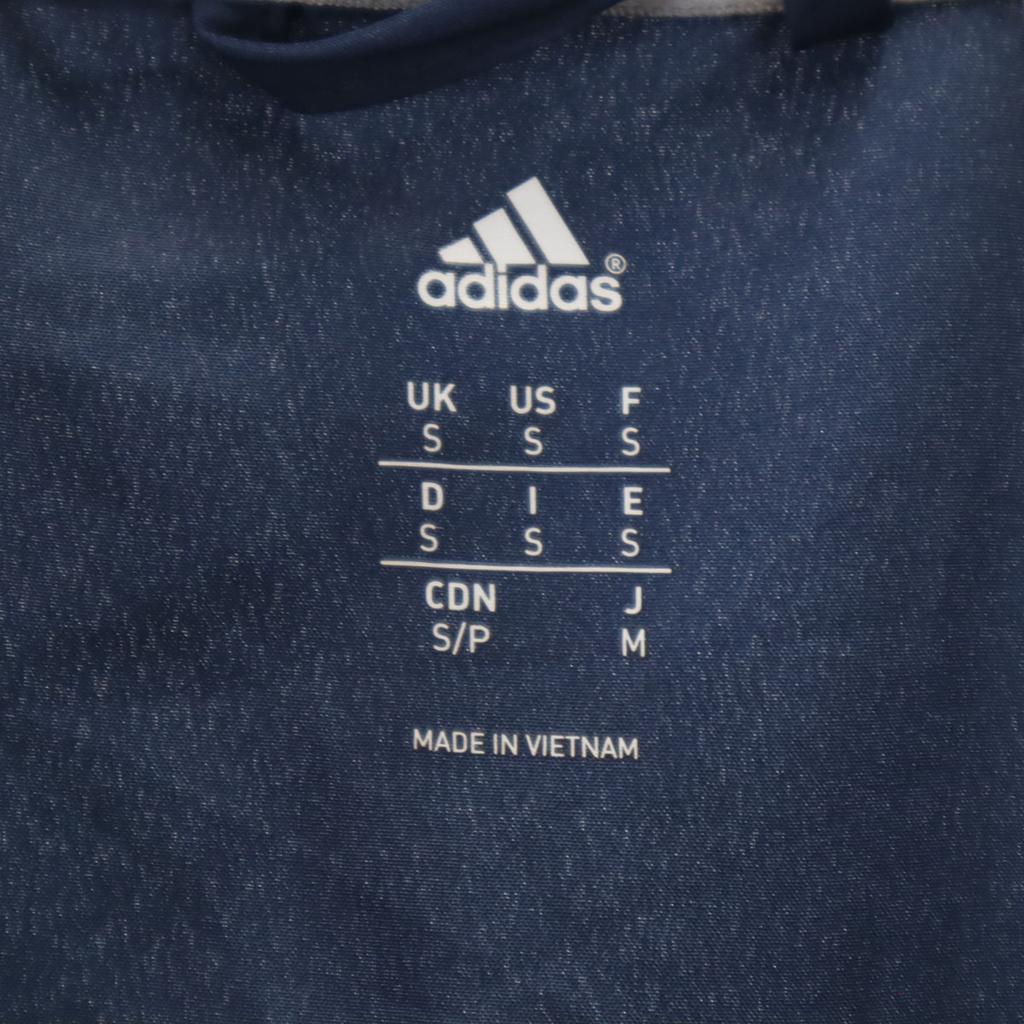 adidas®
UK US F
S S S
D I E
S S S
CDN J
S/P M
MADE IN VIETNAM